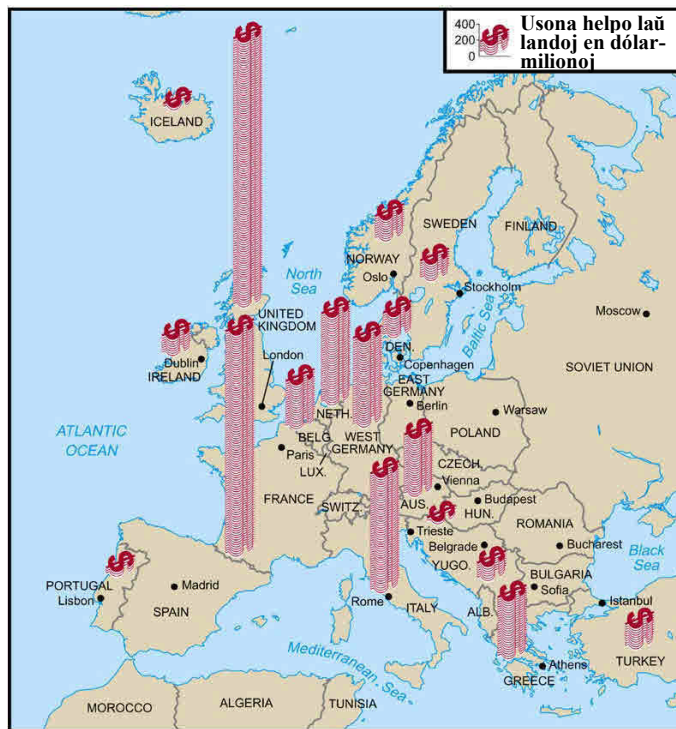 400
200
0
Usona helpo laŭ
landoj en dólar-
milionoj
$
ICELAND
SWEDEN
FINLAND
NORWAY
Oslo
North
Sea
Stockholm
Baltic Sea
Moscow
UNITED
KINGDOM
London
Dublin
IRELAND
DEN.
Copenhagen
SOVIET UNION
EAST
GERMANY
Berlin
NETH.
Warsaw
POLAND
ATLANTIC
OCEAN
BELG.
WEST
GERMANY
Paris
LUX.
CZECH.
Vienna
FRANCE
SWITZ.
AUS.
Budapest
HUN.
ROMANIA
Trieste
Belgrade
Bucharest
YUGO.
Black
Sea
PORTUGAL
Lisbon
Madrid
SPAIN
BULGARIA
Sofia
Rome
ITALY
ALB.
Istanbul
Mediterranean Sea
Athens
GREECE
TURKEY
MOROCCO
ALGERIA
TUNISIA